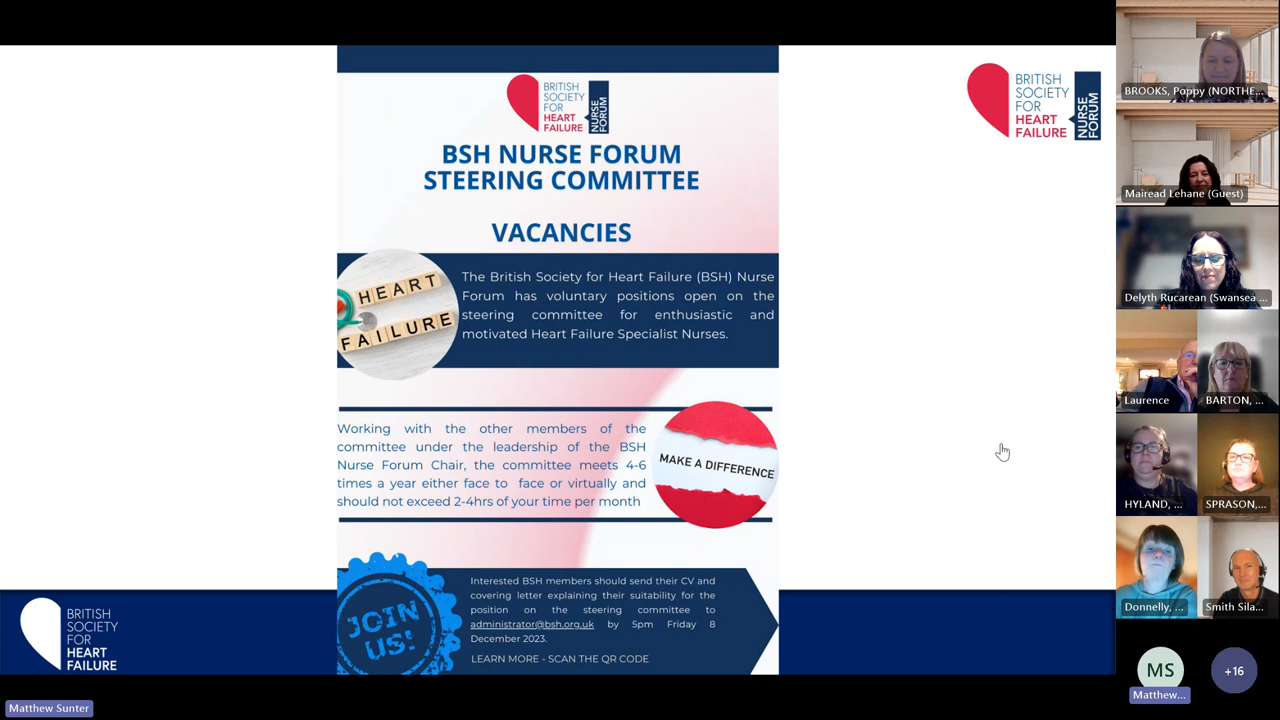 BRITISH
SOCIETY
FOR
HEART
FAILURE
NURSE
FORUM
BSH NURSE FORUM
STEERING COMMITTEE
VACANCIES
HEART
FAILURE
The British Society for Heart Failure (BSH) Nurse
Forum has voluntary positions open on the
steering committee for enthusiastic and
motivated Heart Failure Specialist Nurses.
Working with the other members of the
committee under the leadership of the BSH
Nurse Forum Chair, the committee meets 4-6
times a year either face to face or virtually and
should not exceed 2-4hrs of your time per month
MAKE A DIFFERENCE
JOIN
US!
Interested BSH members should send their CV and
covering letter explaining their suitability for the
position on the steering committee to
administrator@bsh.org.uk by 5pm Friday 8
December 2023.
LEARN MORE - SCAN THE QR CODE
BRITISH
SOCIETY
FOR
HEART
FAILURE
NURSE
FORUM
BRITISH
SOCIETY
FOR
HEART
FAILURE
Matthew Sunter
BROOKS, Poppy (NORTHE...
Mairead Lehane (Guest)
Delyth Rucarean (Swansea ...
Laurence
BARTON, ...
HYLAND, ...
SPRASON,...
Donnelly, ...
Smith Sila...
MS
Matthew...
+16